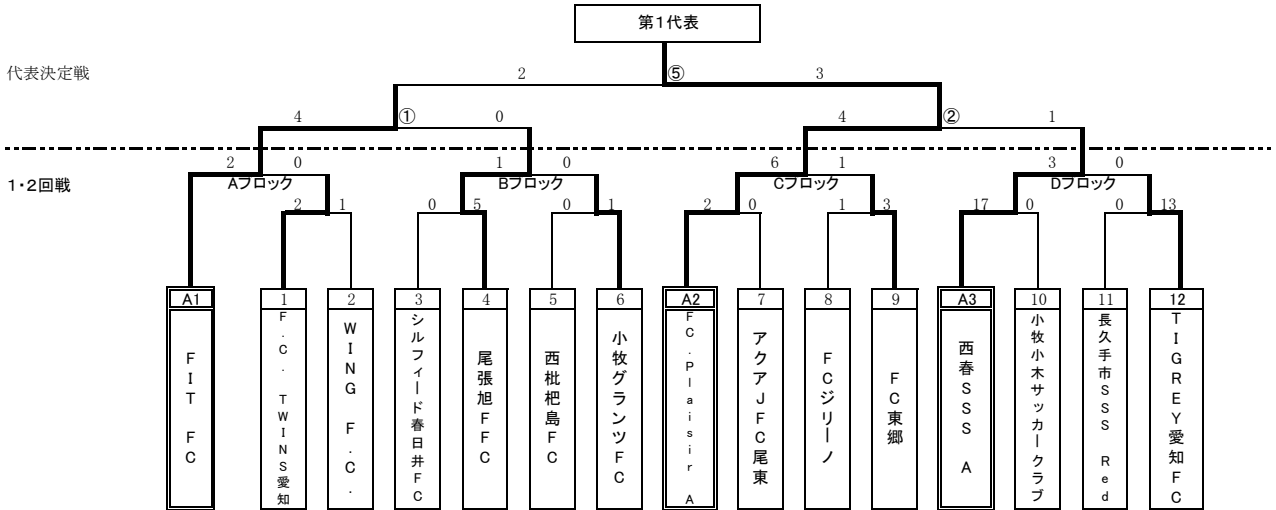 第1代表
代表決定戦
2 ⑤ 3
4 ① 0 4 ② 1
2 0 1 0 6 1 3 0
1・2回戦
Aブロック Bブロック Cブロック Dブロック
2 1 0 5 0 1 2 0 1 3 17 0 0 13
A1 1 2 3 4 5 6 A2 7 8 9 A3 10 11 12
FIT FC
F.C. TWINS愛知
WING F.C.
シルフィード春日井FC
尾張旭FFC
西枇杷島FC
小牧グランツFC
FC.Plaisir A
アクアJFC尾東
FCジリーノ
FC東郷
西春SSS A
小牧小木サッカークラブ
長久手市SSS Red
TIGREY愛知FC